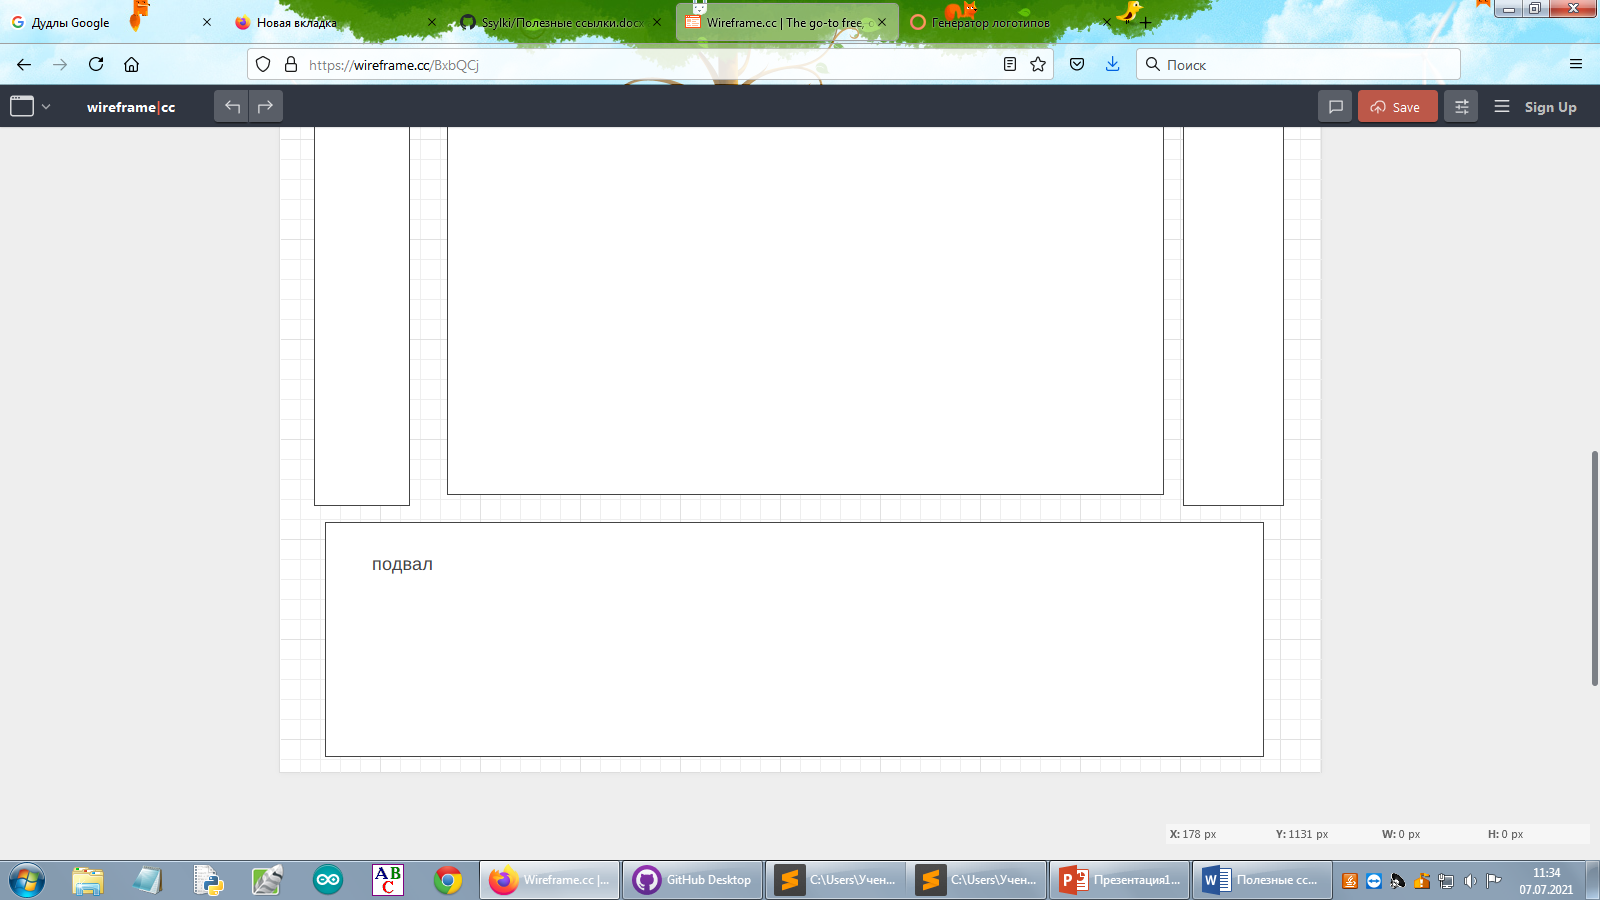 Дудлы Google
Новая вкладка
Ssylki/Полезные ссылки.docx
Wireframe.cc | The go-to free,
Генератор логотипов
https://wireframe.cc/BxbQCj
Поиск
wireframe|cc
Save
Sign Up
подвал
X: 178 px
Y: 1131 px
W: 0 px
H: 0 px
A B C
Wireframe.cc |...
GitHub Desktop
C:\Users\Учен...
C:\Users\Учен...
Презентация1...
Полезные сс...
11:34
07.07.2021